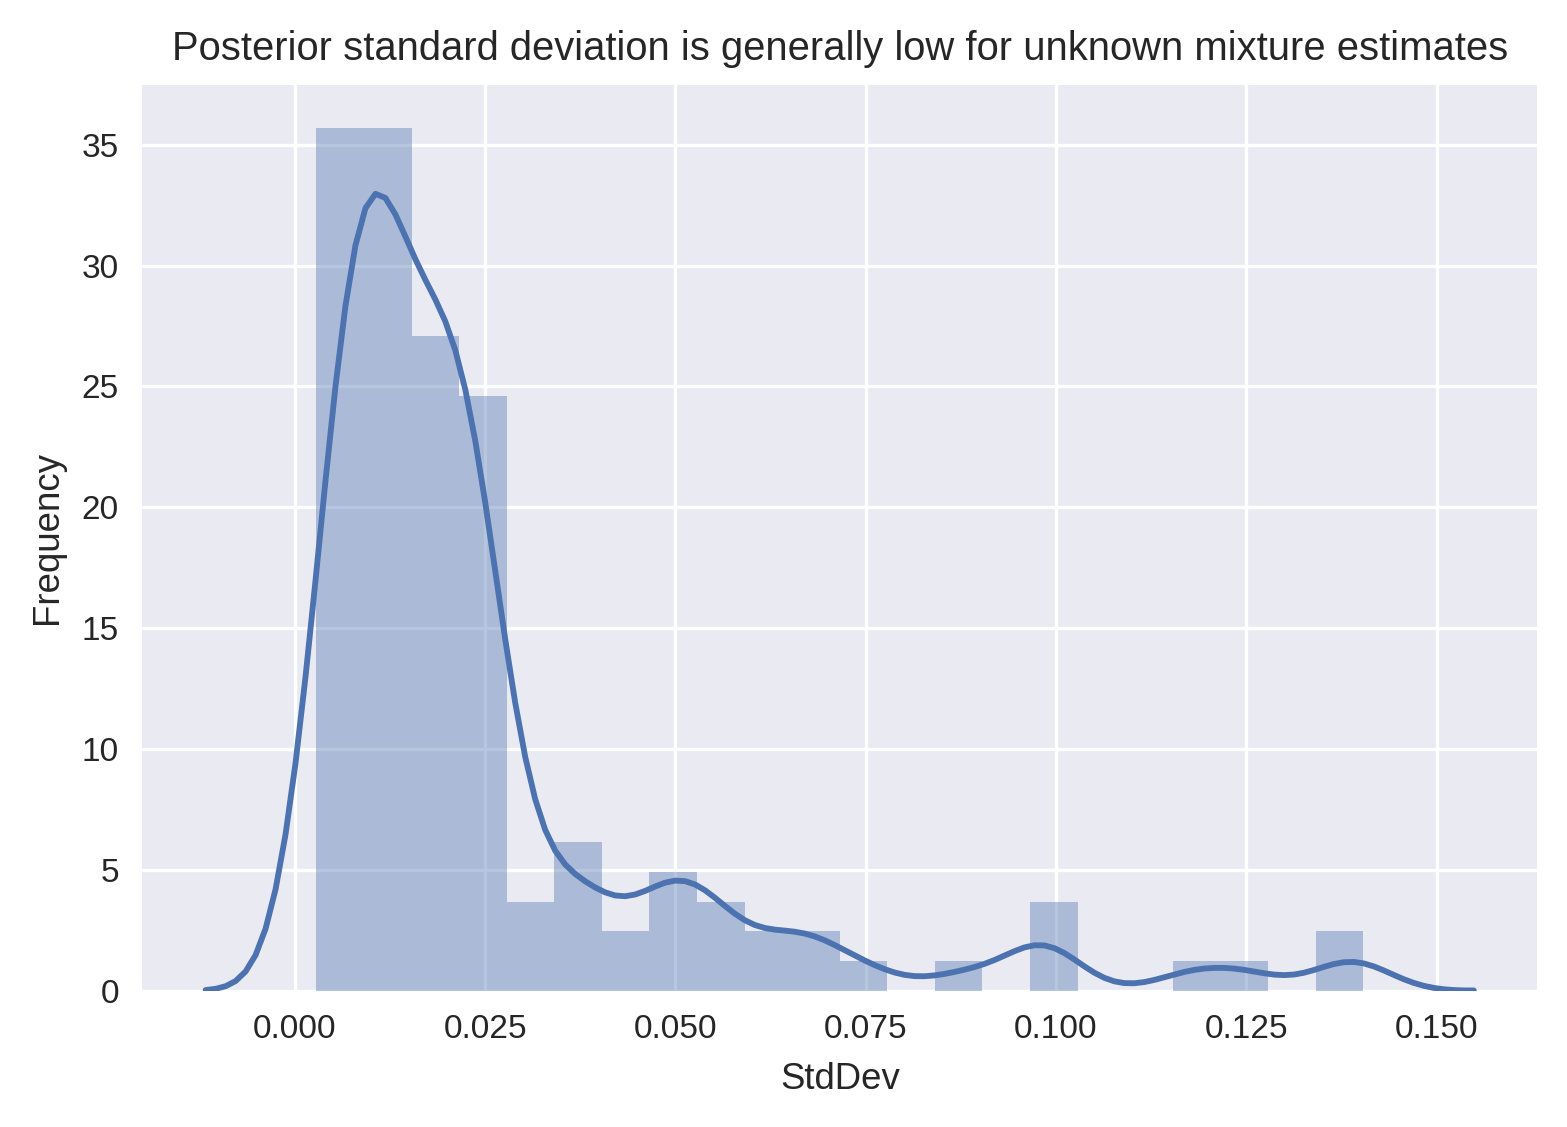 Posterior standard deviation is generally low for unknown mixture estimates
Frequency
35
30
25
20
15
10
5
0
0.000 0.025 0.050 0.075 0.100 0.125 0.150
StdDev